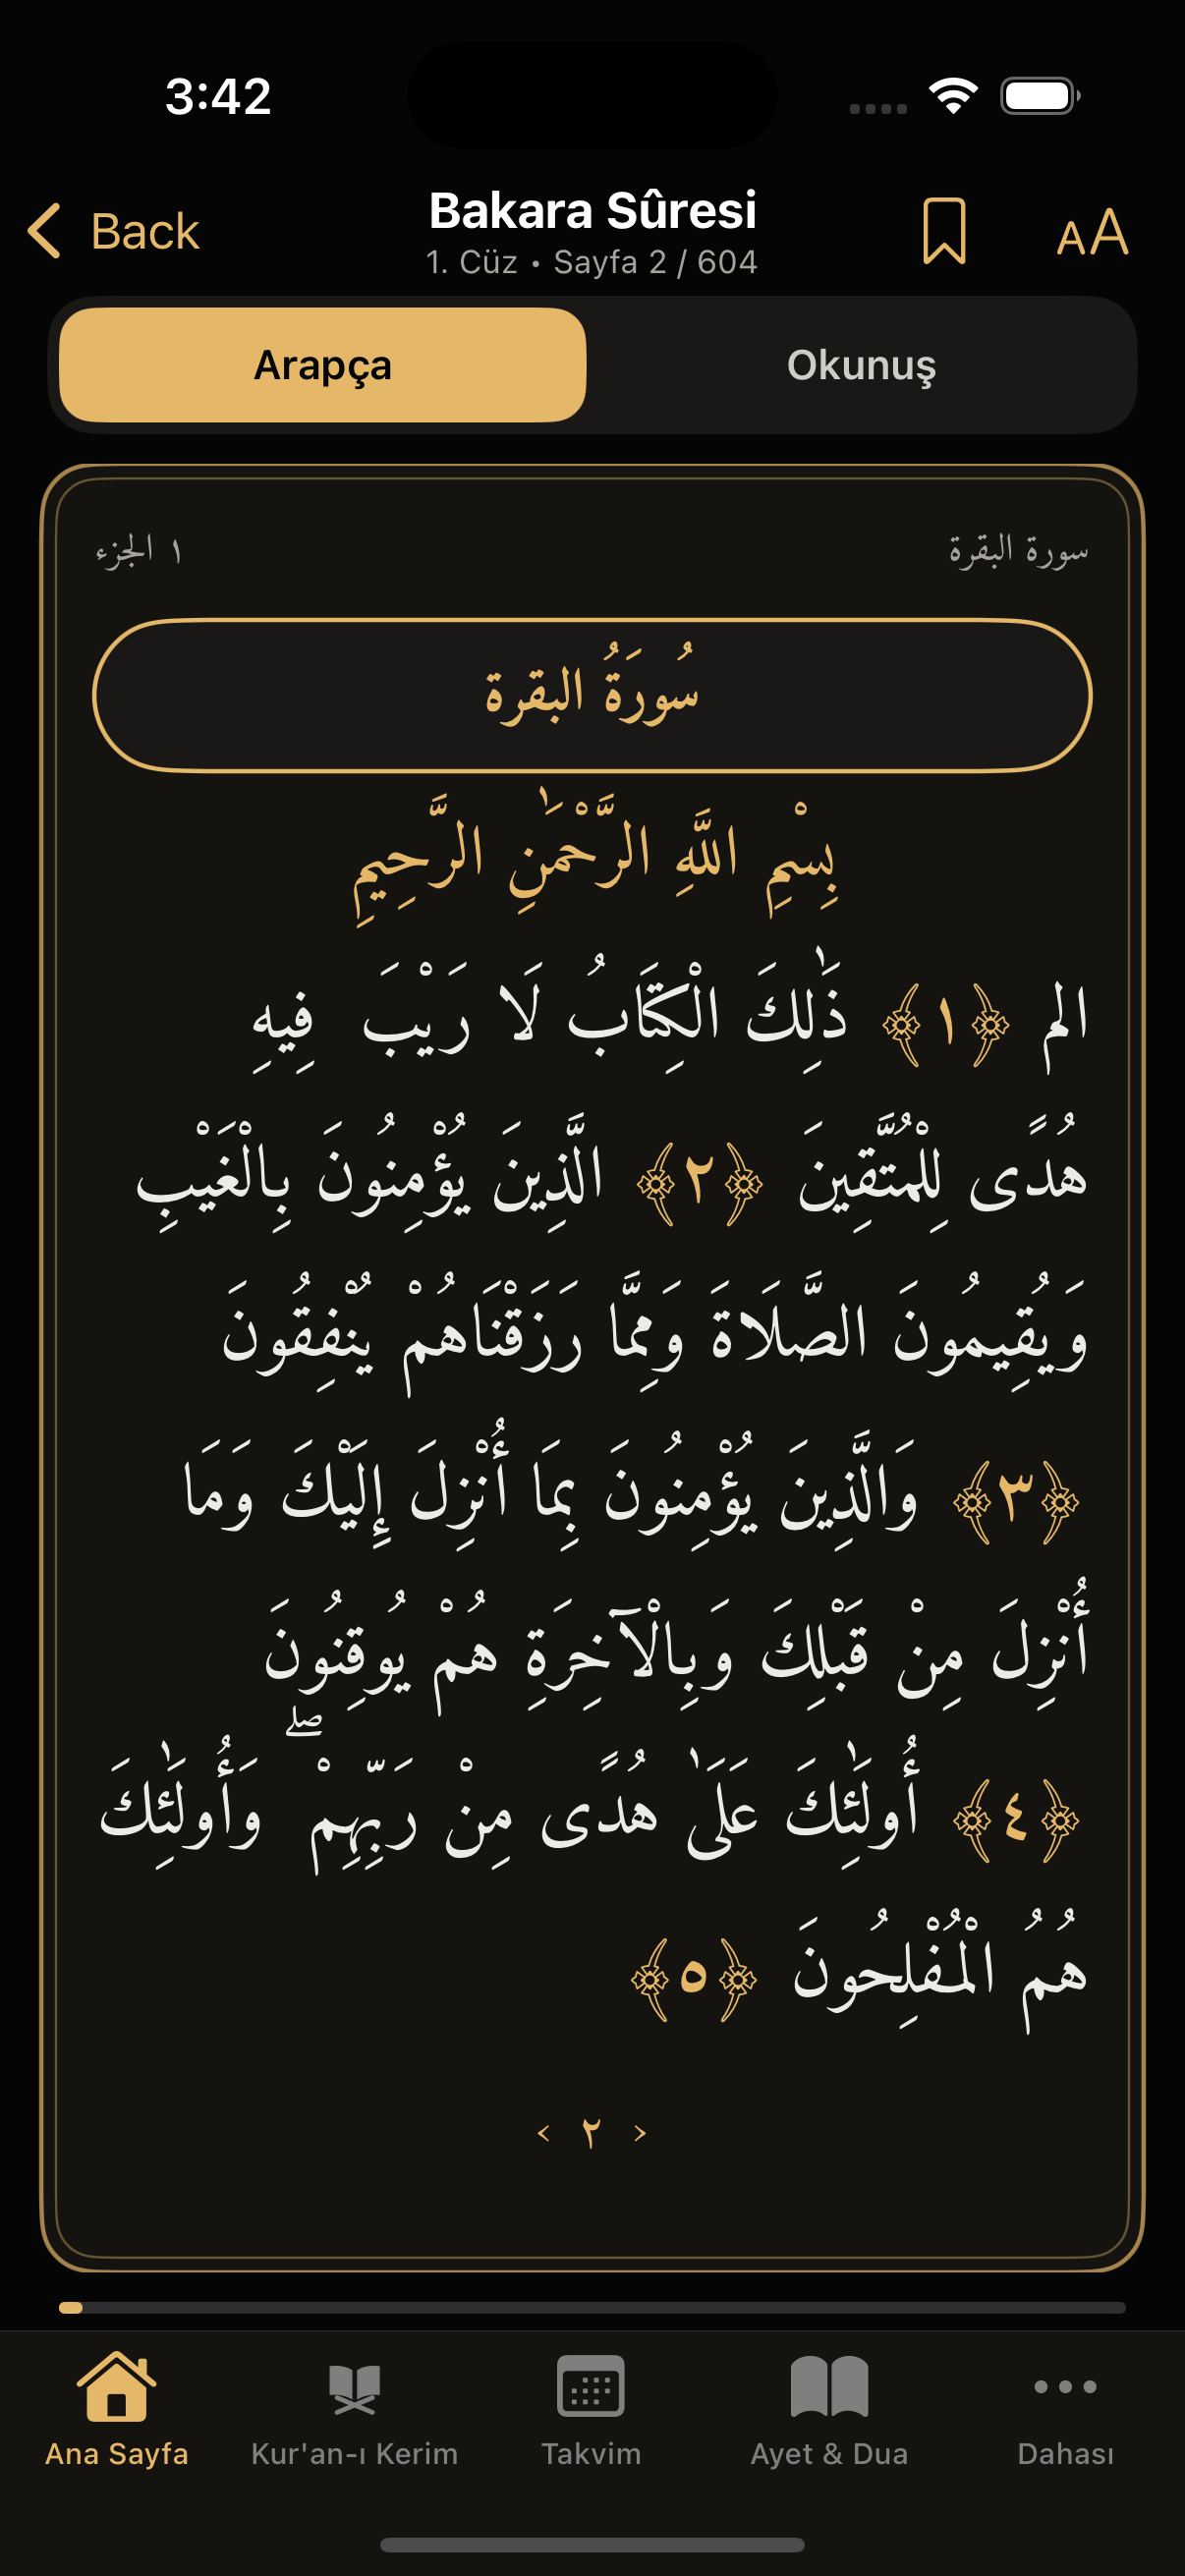 3:42
Back
Bakara Sûresi
1. Cüz • Sayfa 2 / 604
AA
Arapça
Okunuş
سورة البقرة
١ الجزء
سُورَةُ البقرة
بِسْمِ اللَّهِ الرَّحْمَٰنِ الرَّحِيمِ
الم ﴿١﴾ ذَٰلِكَ الْكِتَابُ لَا رَيْبَ فِيهِ
هُدًى لِلْمُتَّقِينَ ﴿٢﴾ الَّذِينَ يُؤْمِنُونَ بِالْغَيْبِ
وَيُقِيمُونَ الصَّلَاةَ وَمِمَّا رَزَقْنَاهُمْ يُنْفِقُونَ
﴿٣﴾ وَالَّذِينَ يُؤْمِنُونَ بِمَا أُنْزِلَ إِلَيْكَ وَمَا
أُنْزِلَ مِنْ قَبْلِكَ وَبِالْآخِرَةِ هُمْ يُوقِنُونَ
﴿٤﴾ أُولَٰئِكَ عَلَىٰ هُدًى مِنْ رَبِّهِمْ ۖ وَأُولَٰئِكَ
هُمُ الْمُفْلِحُونَ ﴿٥﴾
‹ ٢ ›
Ana Sayfa
Kur'an-ı Kerim
Takvim
Ayet & Dua
Dahası